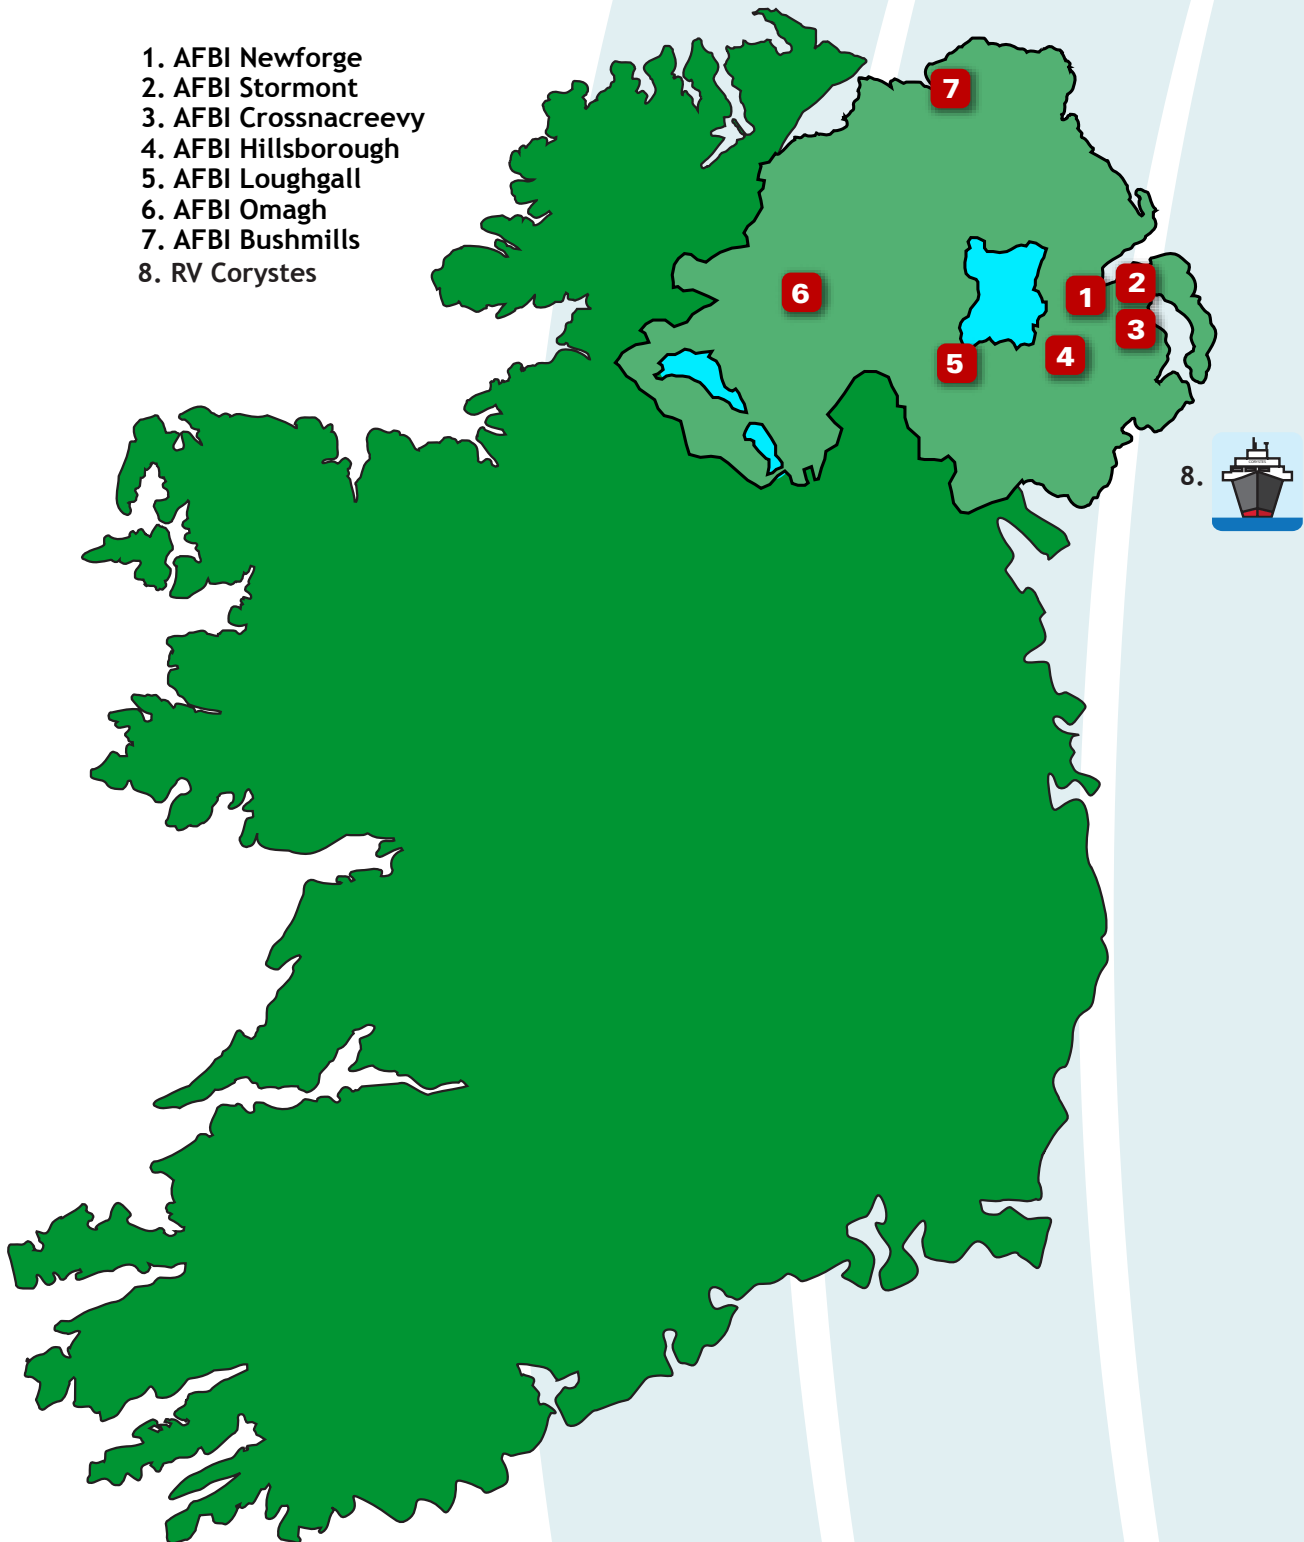 1. AFBI Newforge
2. AFBI Stormont
3. AFBI Crossnacreevy
4. AFBI Hillsborough
5. AFBI Loughgall
6. AFBI Omagh
7. AFBI Bushmills
8. RV Corystes
7
6
1
2
3
4
5
8.
CORYSTES